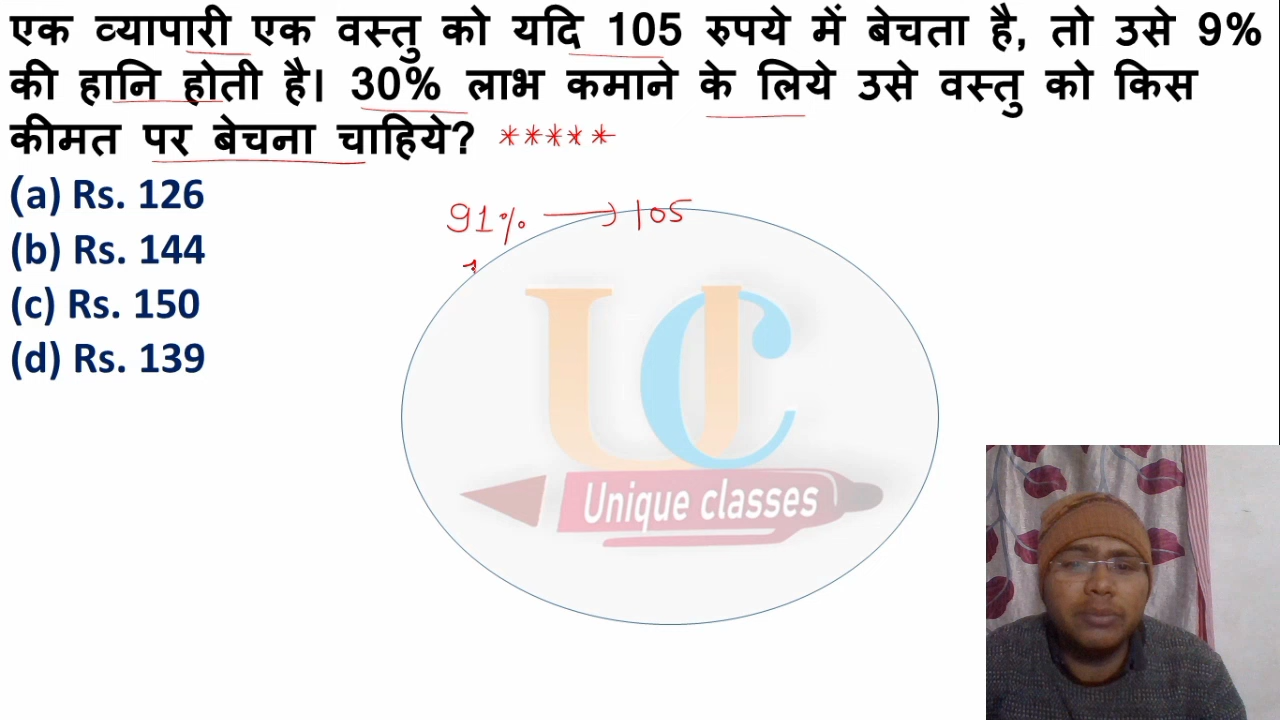 एक व्यापारी एक वस्तु को यदि 105 रुपये में बेचता है, तो उसे 9%
की हानि होती है। 30% लाभ कमाने के लिये उसे वस्तु को किस
कीमत पर बेचना चाहिये? *****
(a) Rs. 126
(b) Rs. 144
(c) Rs. 150
(d) Rs. 139
91% → 105
UC
Unique classes